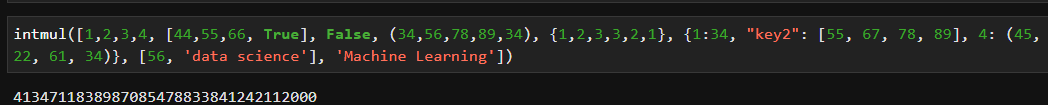 intmul([1,2,3,4, [44,55,66, True], False, (34,56,78,89,34), {1,2,3,3,2,1}, {1:34, "key2": [55, 67, 78, 89], 4: (45,
22, 61, 34)}, [56, 'data science'], 'Machine Learning'])
4134711838987085478833841242112000